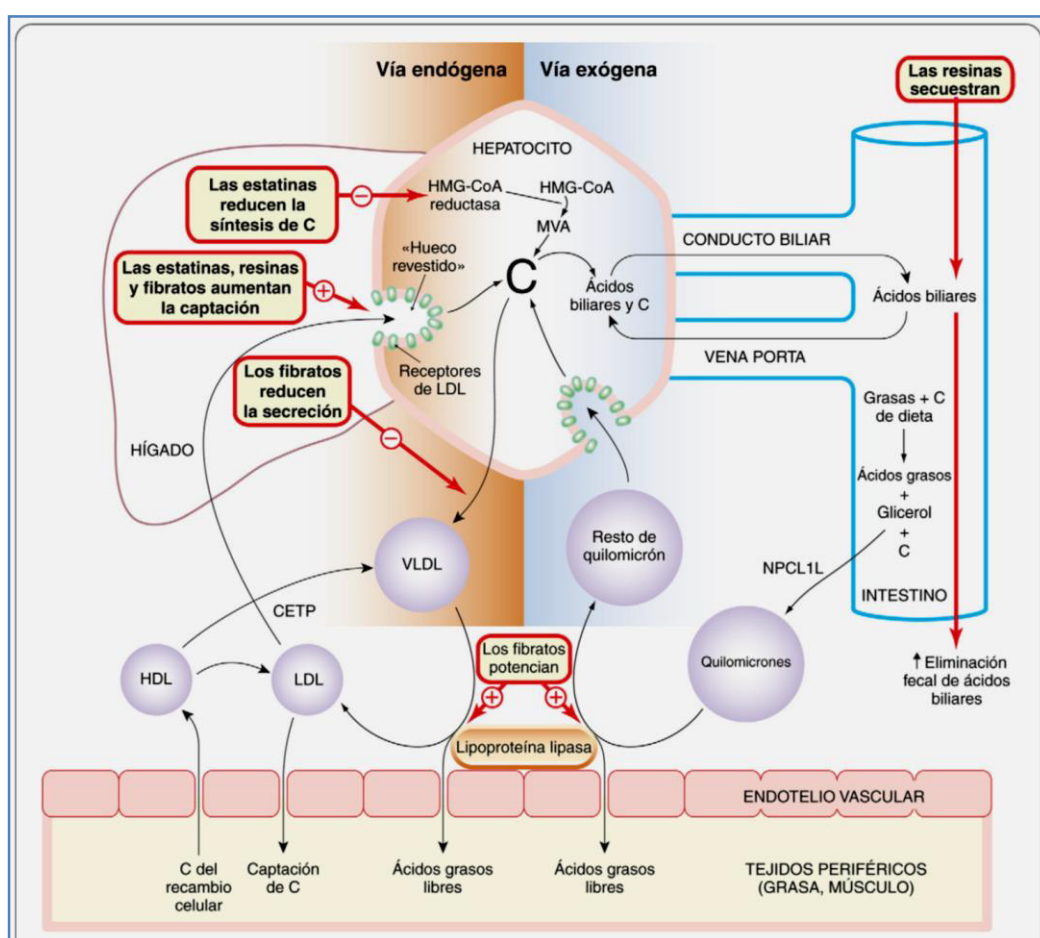 Vía endógena
Vía exógena
Las resinas
secuestran
HEPATOCITO
Las estatinas
reducen la
síntesis de C
HMG-CoA
reductasa
HMG-CoA
MVA
«Hueco
revestido»
C
Ácidos
biliares y C
CONDUCTO BILIAR
Ácidos biliares
Las estatinas, resinas
y fibratos aumentan
la captación
Receptores
de LDL
VENA PORTA
Los fibratos
reducen
la secreción
HÍGADO
Grasas + C
de dieta
Ácidos grasos
+
Glicerol
+
C
VLDL
Resto de
quilomicrón
NPCL1L
INTESTINO
CETP
HDL
LDL
Los fibratos
potencian
Quilomicrones
Eliminación
fecal de ácidos
biliares
Lipoproteína lipasa
ENDOTELIO VASCULAR
C del
recambio
celular
Captación
de C
Ácidos grasos
libres
Ácidos grasos
libres
TEJIDOS PERIFÉRICOS
(GRASA, MÚSCULO)